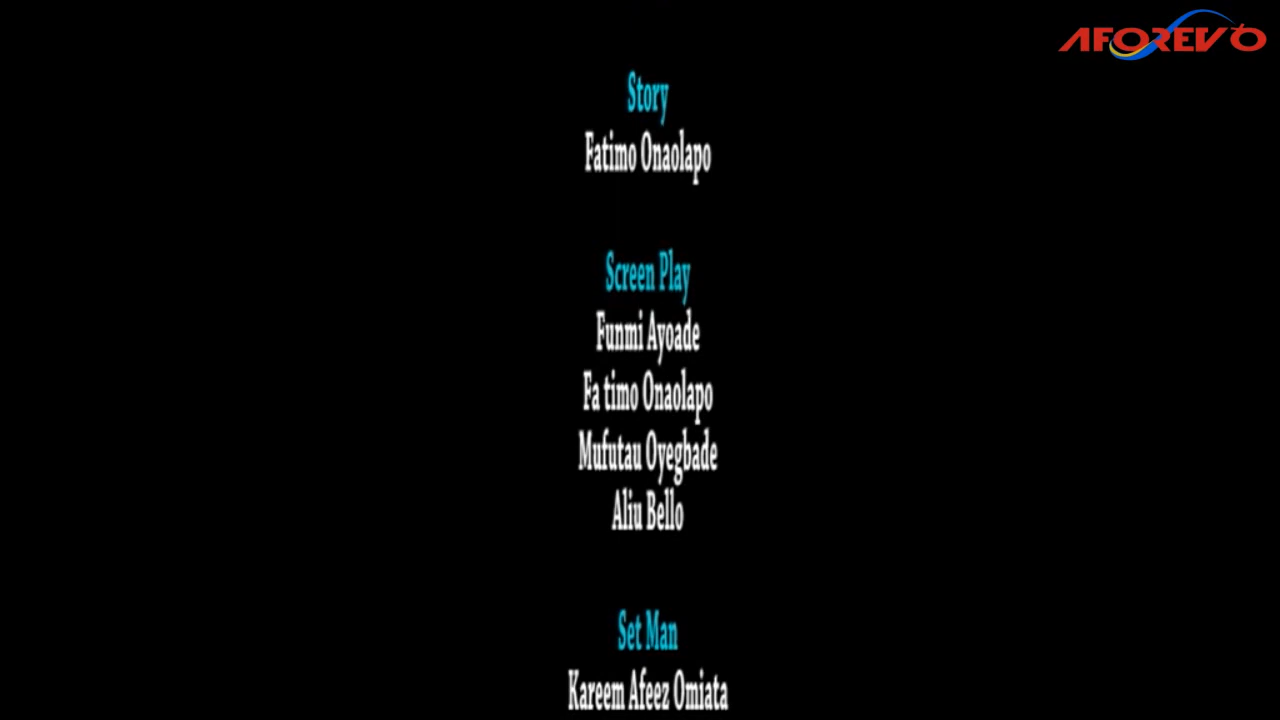 AFOREVO
Story
Fatimo Onaolapo
Screen Play
Funmi Ayoade
Fa timo Onaolapo
Mufutau Oyegbade
Aliu Bello
Set Man
Kareem Afeez Omiata